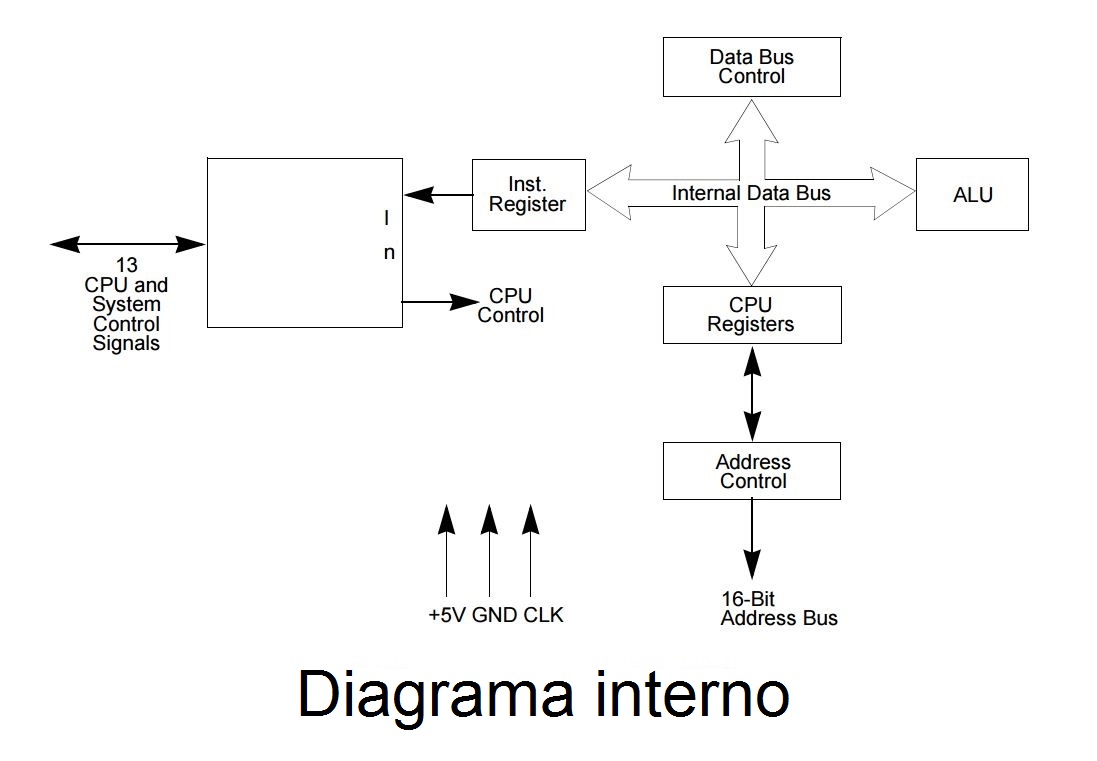 Data Bus
Control
Inst.
Register
Internal Data Bus
ALU
I
n
13
CPU and
System
Control
Signals
CPU
Control
CPU
Registers
Address
Control
+5V GND CLK
16-Bit
Address Bus
Diagrama interno